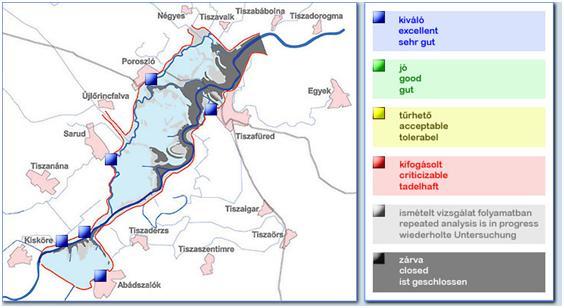 Négyes
Tiszavalk
Tiszabábolna
Tiszadorogma
Poroszló
Egyek
Újlőrincfalva
Sarud
Tiszafüred
Tiszanána
Tiszaigar
Kisköre
Tiszaderzs
Tiszaörs
Tiszaszentimre
Abádszalók
kiváló
excellent
sehr gut
jó
good
gut
tűrhető
acceptable
tolerabel
kifogásolt
criticizable
tadelhaft
ismételt vizsgálat folyamatban
repeated analysis is in progress
wiederholte Untersuchung
zárva
closed
ist geschlossen